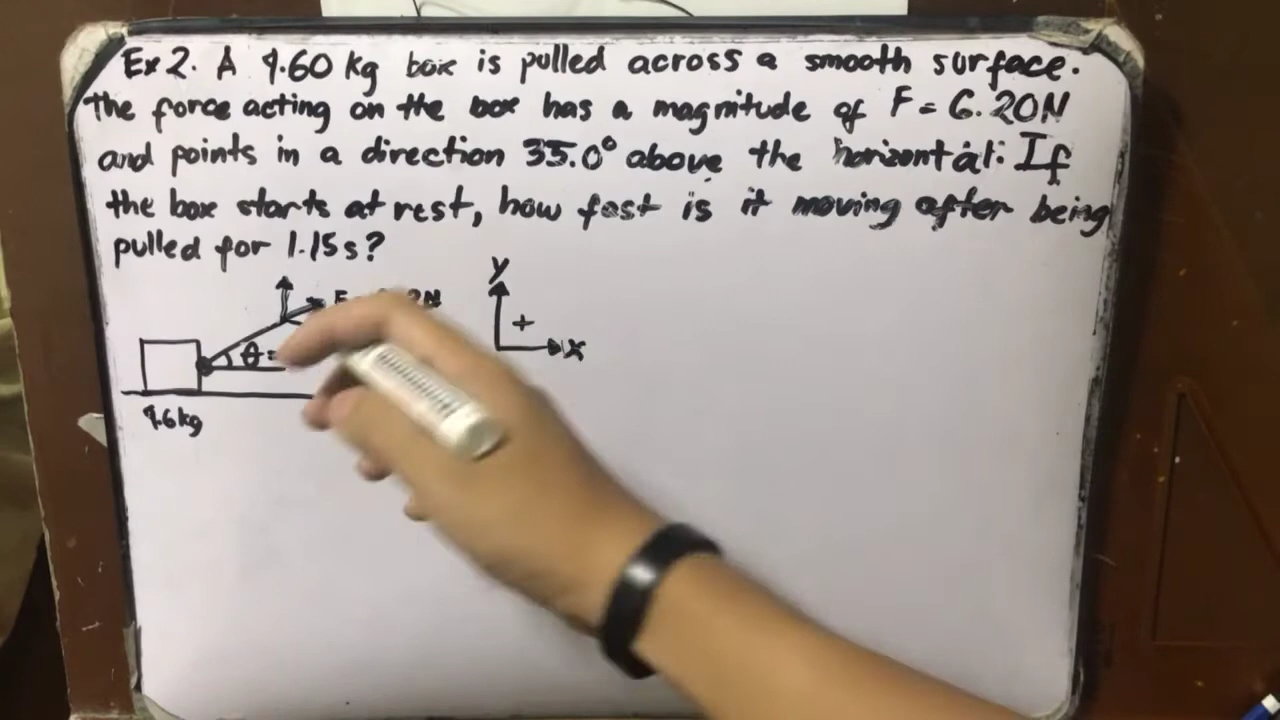 Ex 2. A 9.60 kg box is pulled across a smooth surface.
The force acting on the box has a magnitude of F = 6.20N
and points in a direction 35.0° above the horizontal. If
the box starts at rest, how fast is it moving after being
pulled for 1.15s?
y
+
x
θ=
9.6kg